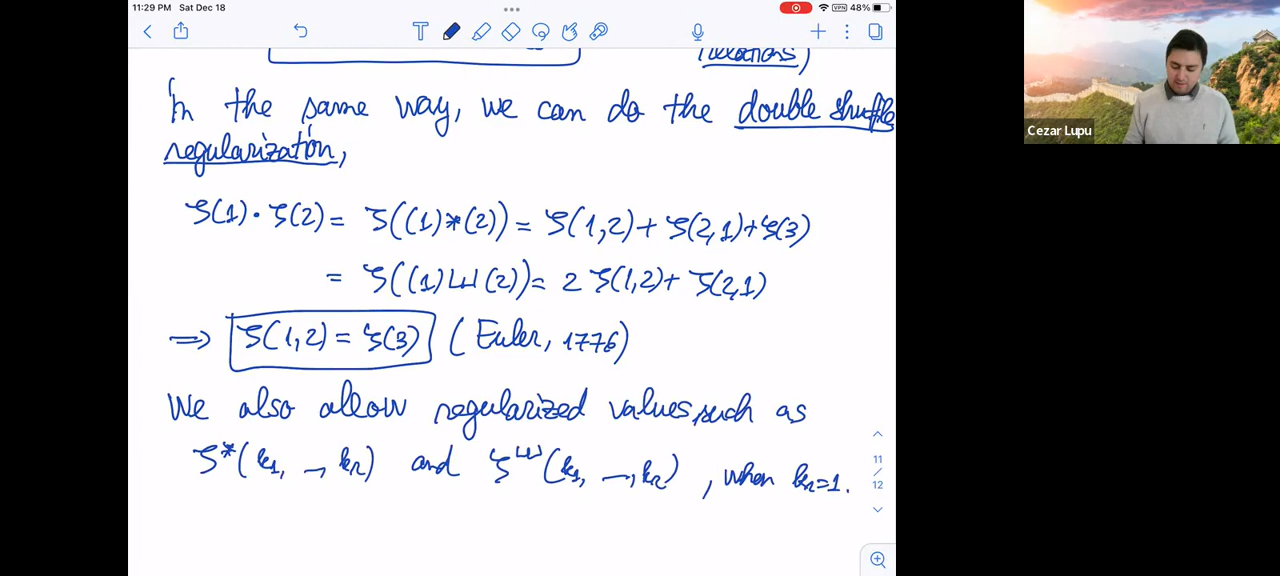 11:29 PM Sat Dec 18
VPN 48%
relations)
In the same way, we can do the double shuffle
regularization,
ζ(1)·ζ(2) = ζ((1)*(2)) = ζ(1,2) + ζ(2,1) + ζ(3)
= ζ((1)Ш(2)) = 2 ζ(1,2) + ζ(2,1)
⟹ ζ(1,2) = ζ(3) (Euler, 1776)
We also allow regularized values, such as
ζ*(k₁, –, kᵣ) and ζ^Ш(k₁, –, kᵣ), when kᵣ=1.
11
/
12
Cezar Lupu